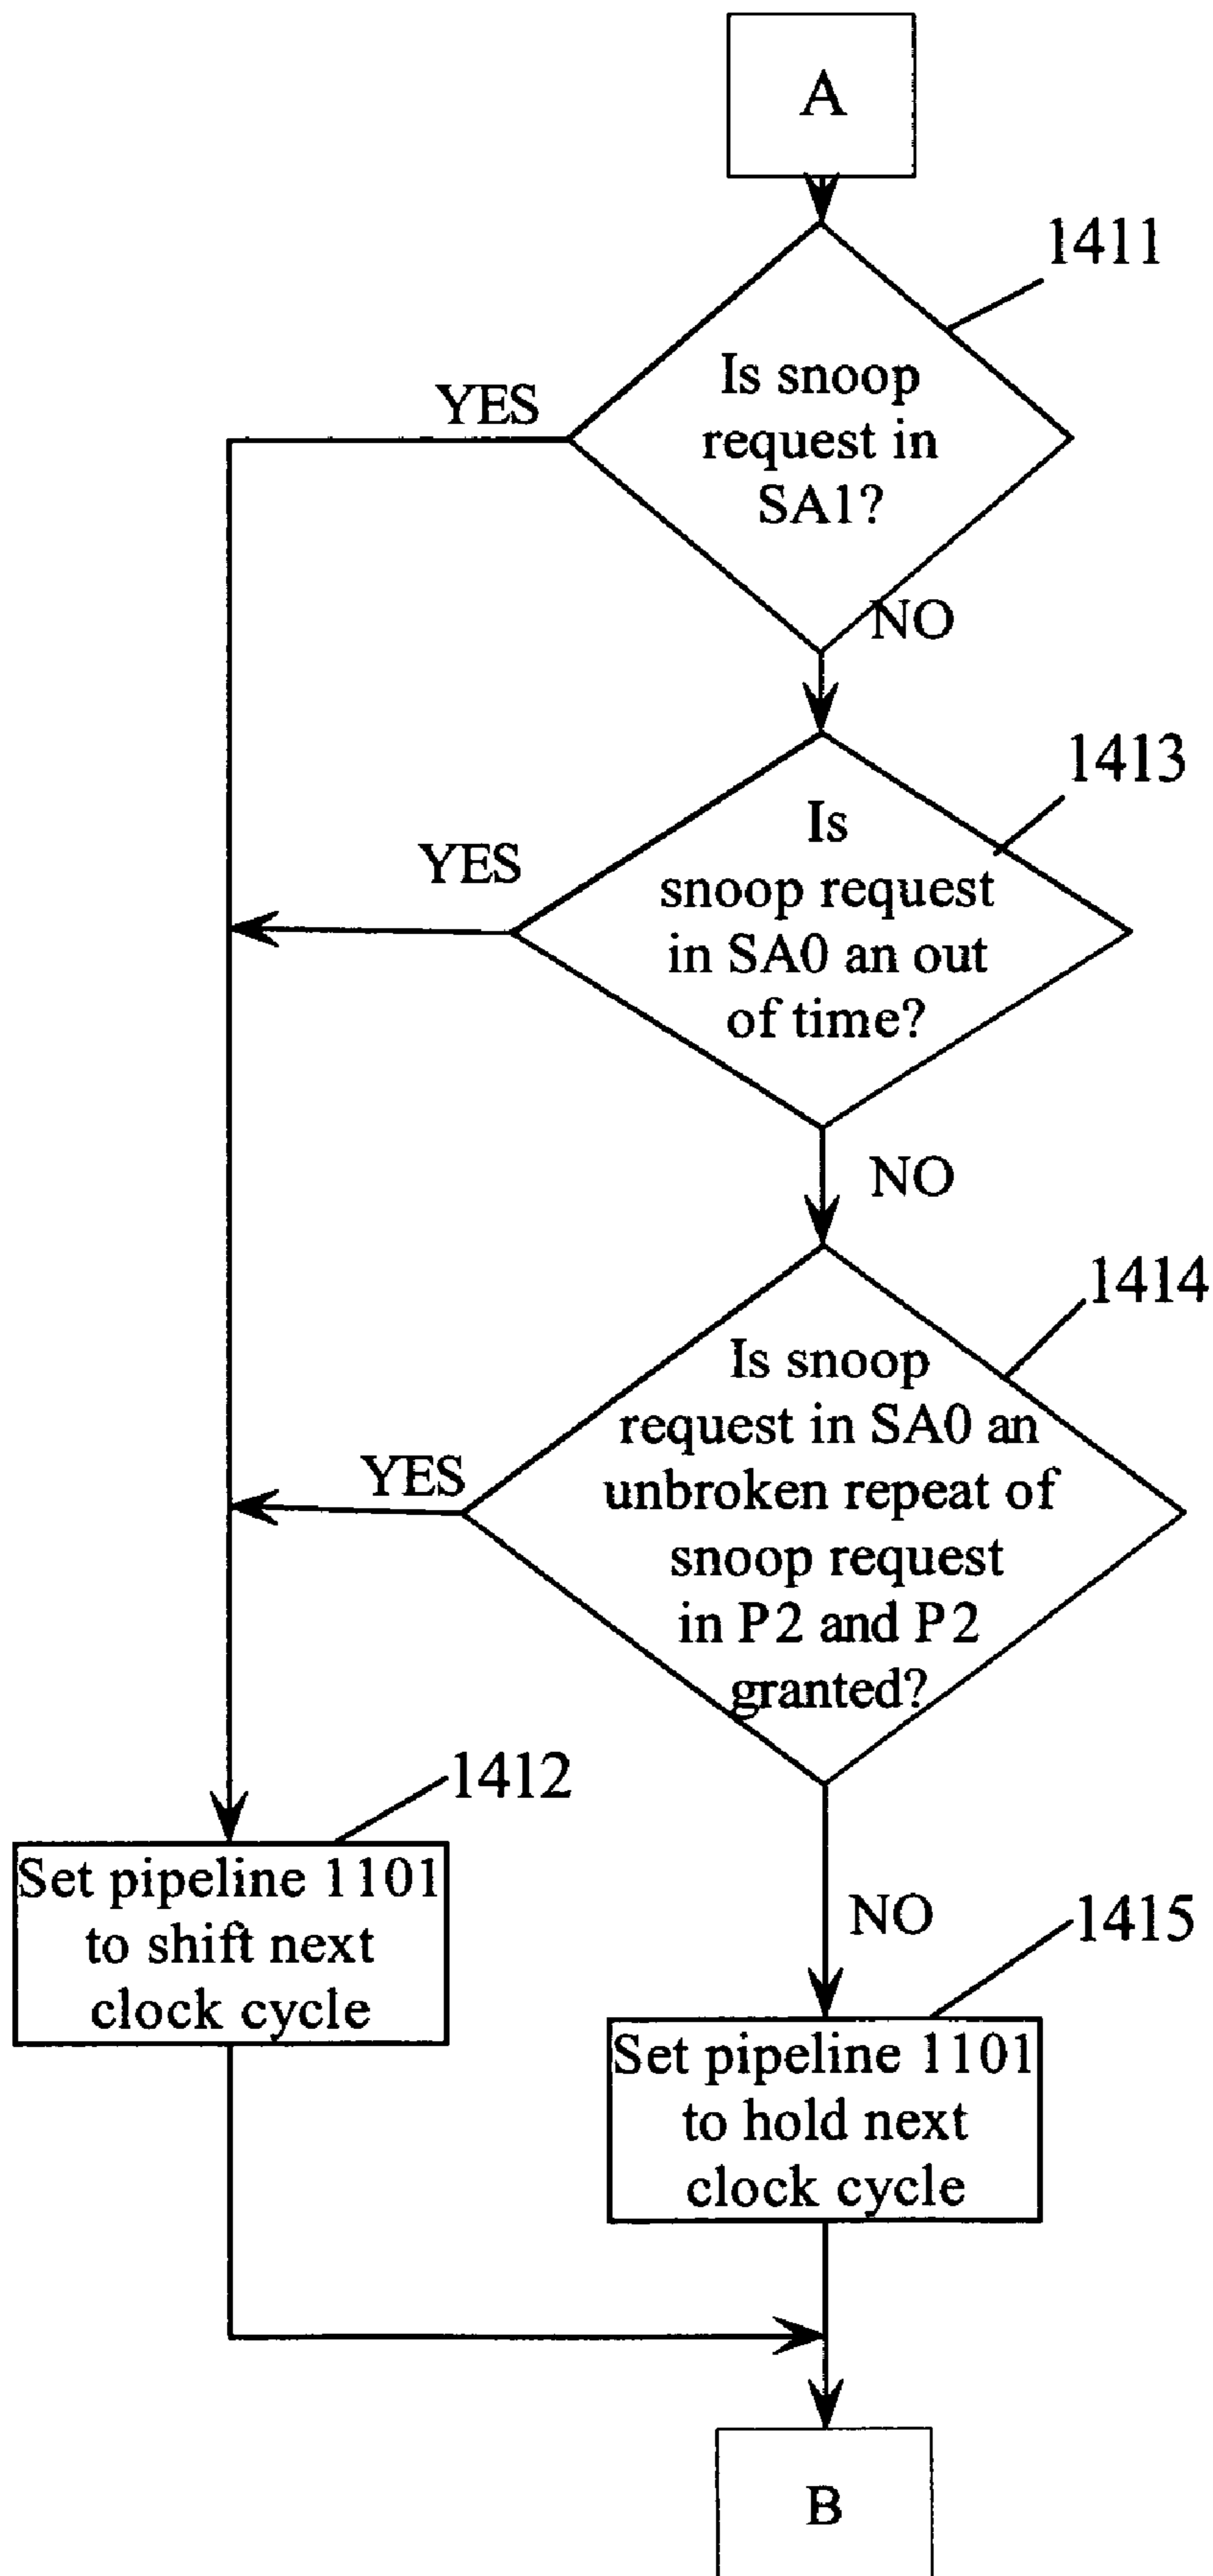 A
1411
Is snoop
request in
SA1?
YES
NO
1413
Is
snoop request
in SA0 an out
of time?
YES
NO
1414
Is snoop
request in SA0 an
unbroken repeat of
snoop request
in P2 and P2
granted?
YES
1412
Set pipeline 1101
to shift next
clock cycle
NO
1415
Set pipeline 1101
to hold next
clock cycle
B